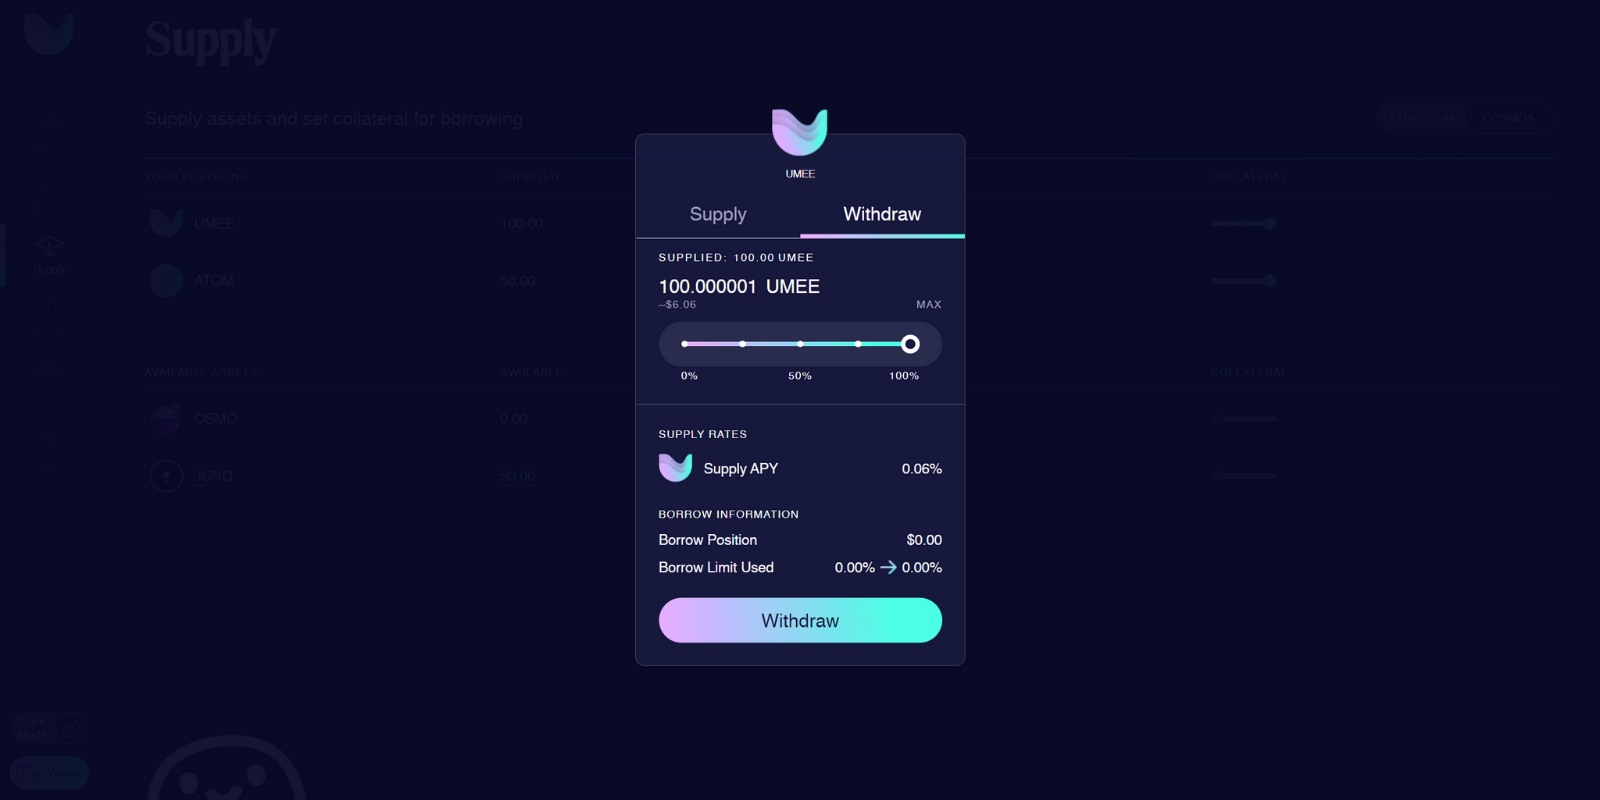 Supply
Supply assets and set collateral for borrowing
ETHEREUM COSMOS
YOUR POSITIONS SUPPLIED COLLATERAL
UMEE 100.00
ATOM 50.00
Supply
AVAILABLE ASSETS AVAILABLE COLLATERAL
OSMO 0.00
JUNO 50.00
Dark
Mode
UMEE
Supply Withdraw
SUPPLIED: 100.00 UMEE
100.000001 UMEE
~$6.06 MAX
0% 50% 100%
SUPPLY RATES
Supply APY 0.06%
BORROW INFORMATION
Borrow Position $0.00
Borrow Limit Used 0.00% → 0.00%
Withdraw